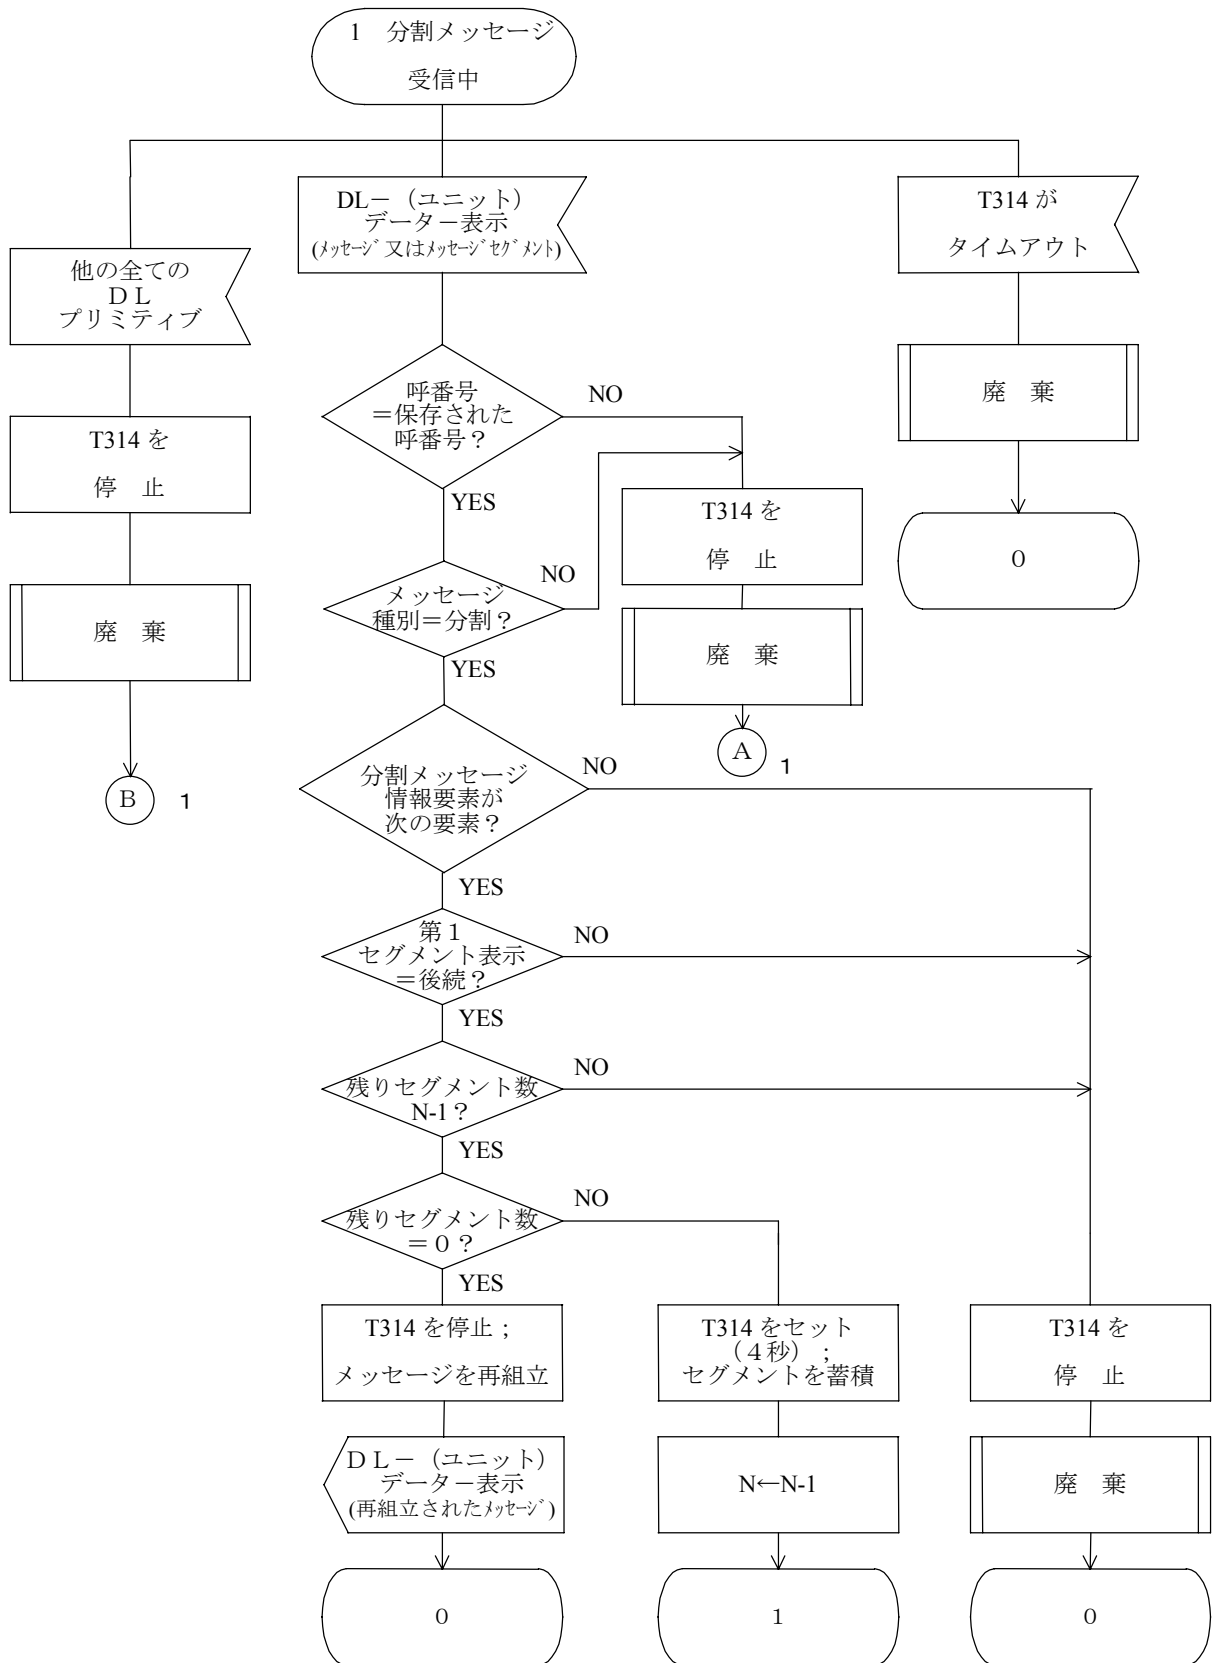 1 分割メッセージ
受信中
DL－（ユニット）
データ－表示
(ﾒｯｾｰｼﾞ又はﾒｯｾｰｼﾞｾｸﾞﾒﾝﾄ)
T314 が
タイムアウト
他の全ての
ＤＬ
プリミティブ
呼番号
＝保存された
呼番号？
NO
YES
廃 棄
T314 を
停 止
T314 を
停 止
0
メッセージ
種別＝分割？
NO
YES
廃 棄
廃 棄
A
1
B
1
分割メッセージ
情報要素が
次の要素？
NO
YES
第１
セグメント表示
＝後続？
NO
YES
残りセグメント数
N-1？
NO
YES
残りセグメント数
＝０？
NO
YES
T314 を停止；
メッセージを再組立
T314 をセット
（４秒）；
セグメントを蓄積
T314 を
停 止
ＤＬ－（ユニット）
データ－表示
(再組立されたﾒｯｾｰｼﾞ)
N←N-1
廃 棄
0
1
0